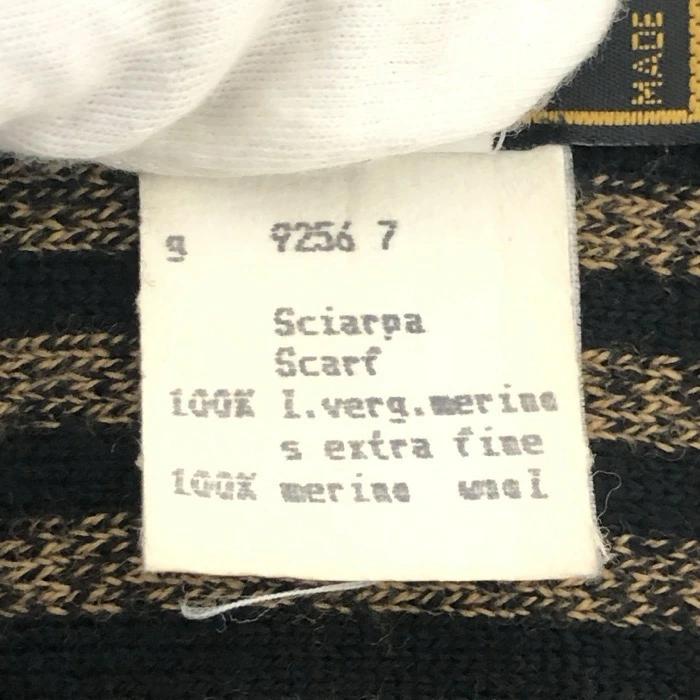 MADE
g 9256 7
Sciarpa
Scarf
100% l.verg.merino
s extra fine
100% merino wool